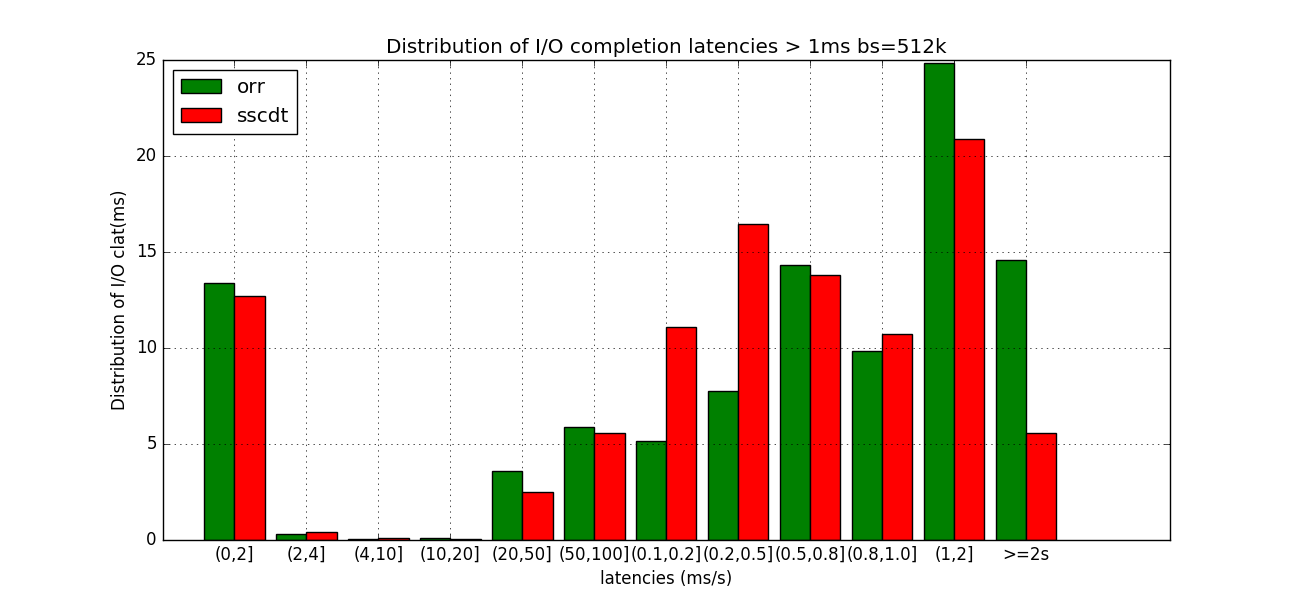 Distribution of I/O completion latencies > 1ms bs=512k
orr
sscdt
Distribution of I/O clat(ms)
25
20
15
10
5
0
(0,2] (2,4] (4,10] (10,20] (20,50] (50,100] (0.1,0.2] (0.2,0.5] (0.5,0.8] (0.8,1.0] (1,2] >=2s
latencies (ms/s)